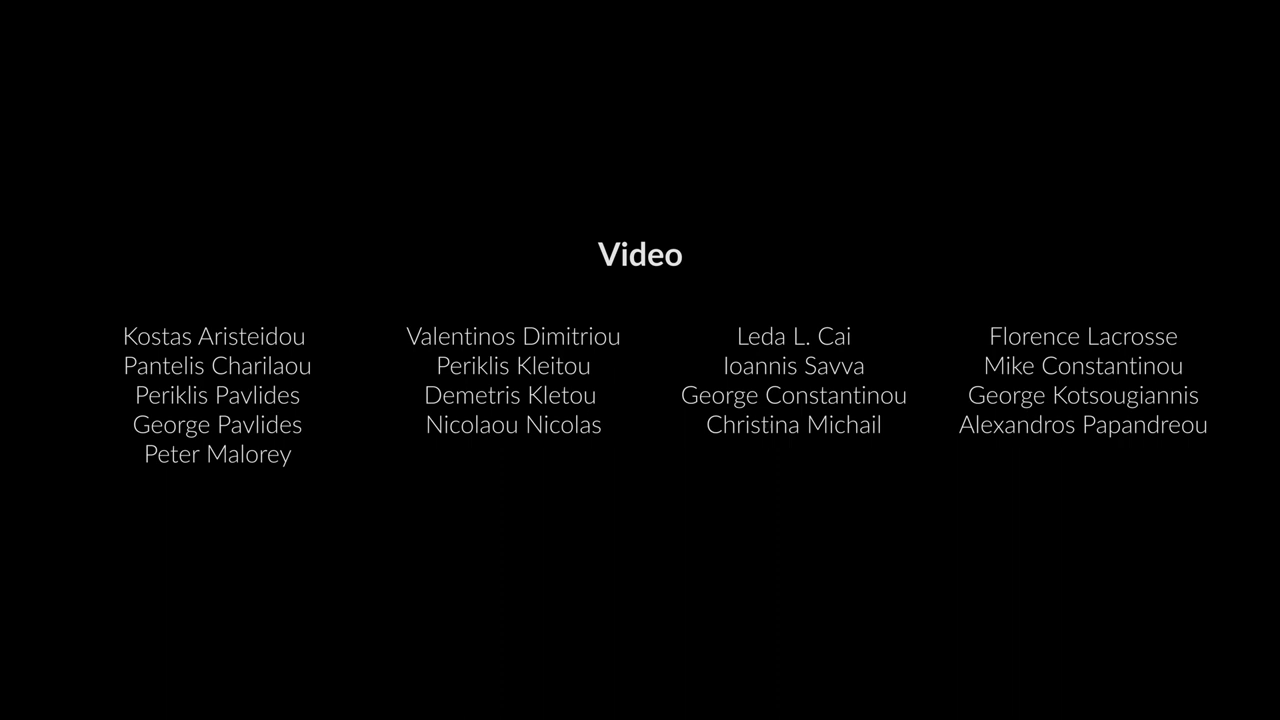 Video
Kostas Aristeidou
Pantelis Charilaou
Periklis Pavlides
George Pavlides
Peter Malorey
Valentinos Dimitriou
Periklis Kleitou
Demetris Kletou
Nicolaou Nicolas
Leda L. Cai
Ioannis Savva
George Constantinou
Christina Michail
Florence Lacrosse
Mike Constantinou
George Kotsougiannis
Alexandros Papandreou